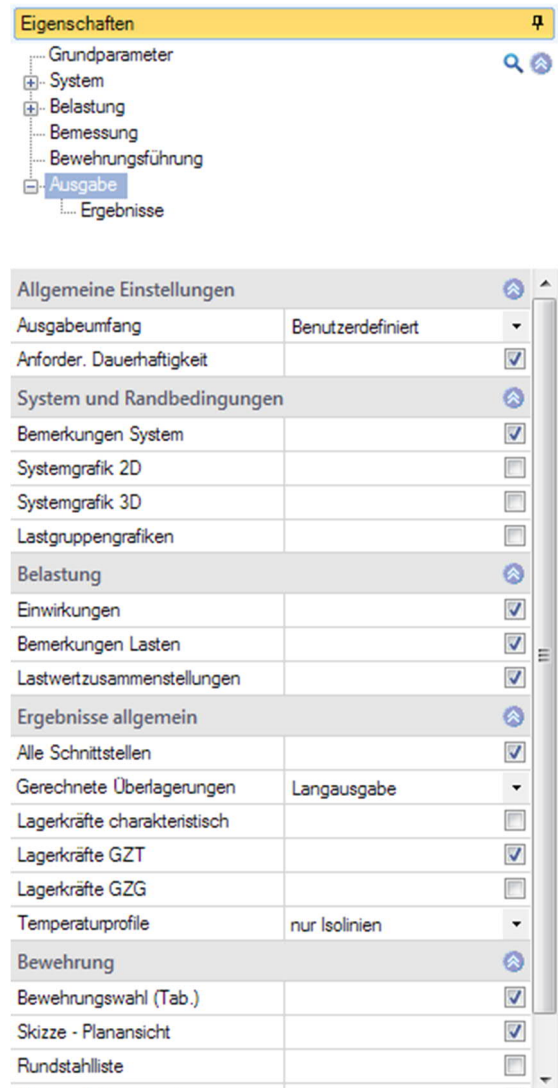 Eigenschaften
Grundparameter
System
Belastung
Bemessung
Bewehrungsführung
Ausgabe
Ergebnisse
Allgemeine Einstellungen
Ausgabeumfang Benutzerdefiniert
Anforder. Dauerhaftigkeit
System und Randbedingungen
Bemerkungen System
Systemgrafik 2D
Systemgrafik 3D
Lastgruppengrafiken
Belastung
Einwirkungen
Bemerkungen Lasten
Lastwertzusammenstellungen
Ergebnisse allgemein
Alle Schnittstellen
Gerechnete Überlagerungen Langausgabe
Lagerkräfte charakteristisch
Lagerkräfte GZT
Lagerkräfte GZG
Temperaturprofile nur Isolinien
Bewehrung
Bewehrungswahl (Tab.)
Skizze - Planansicht
Rundstahlliste